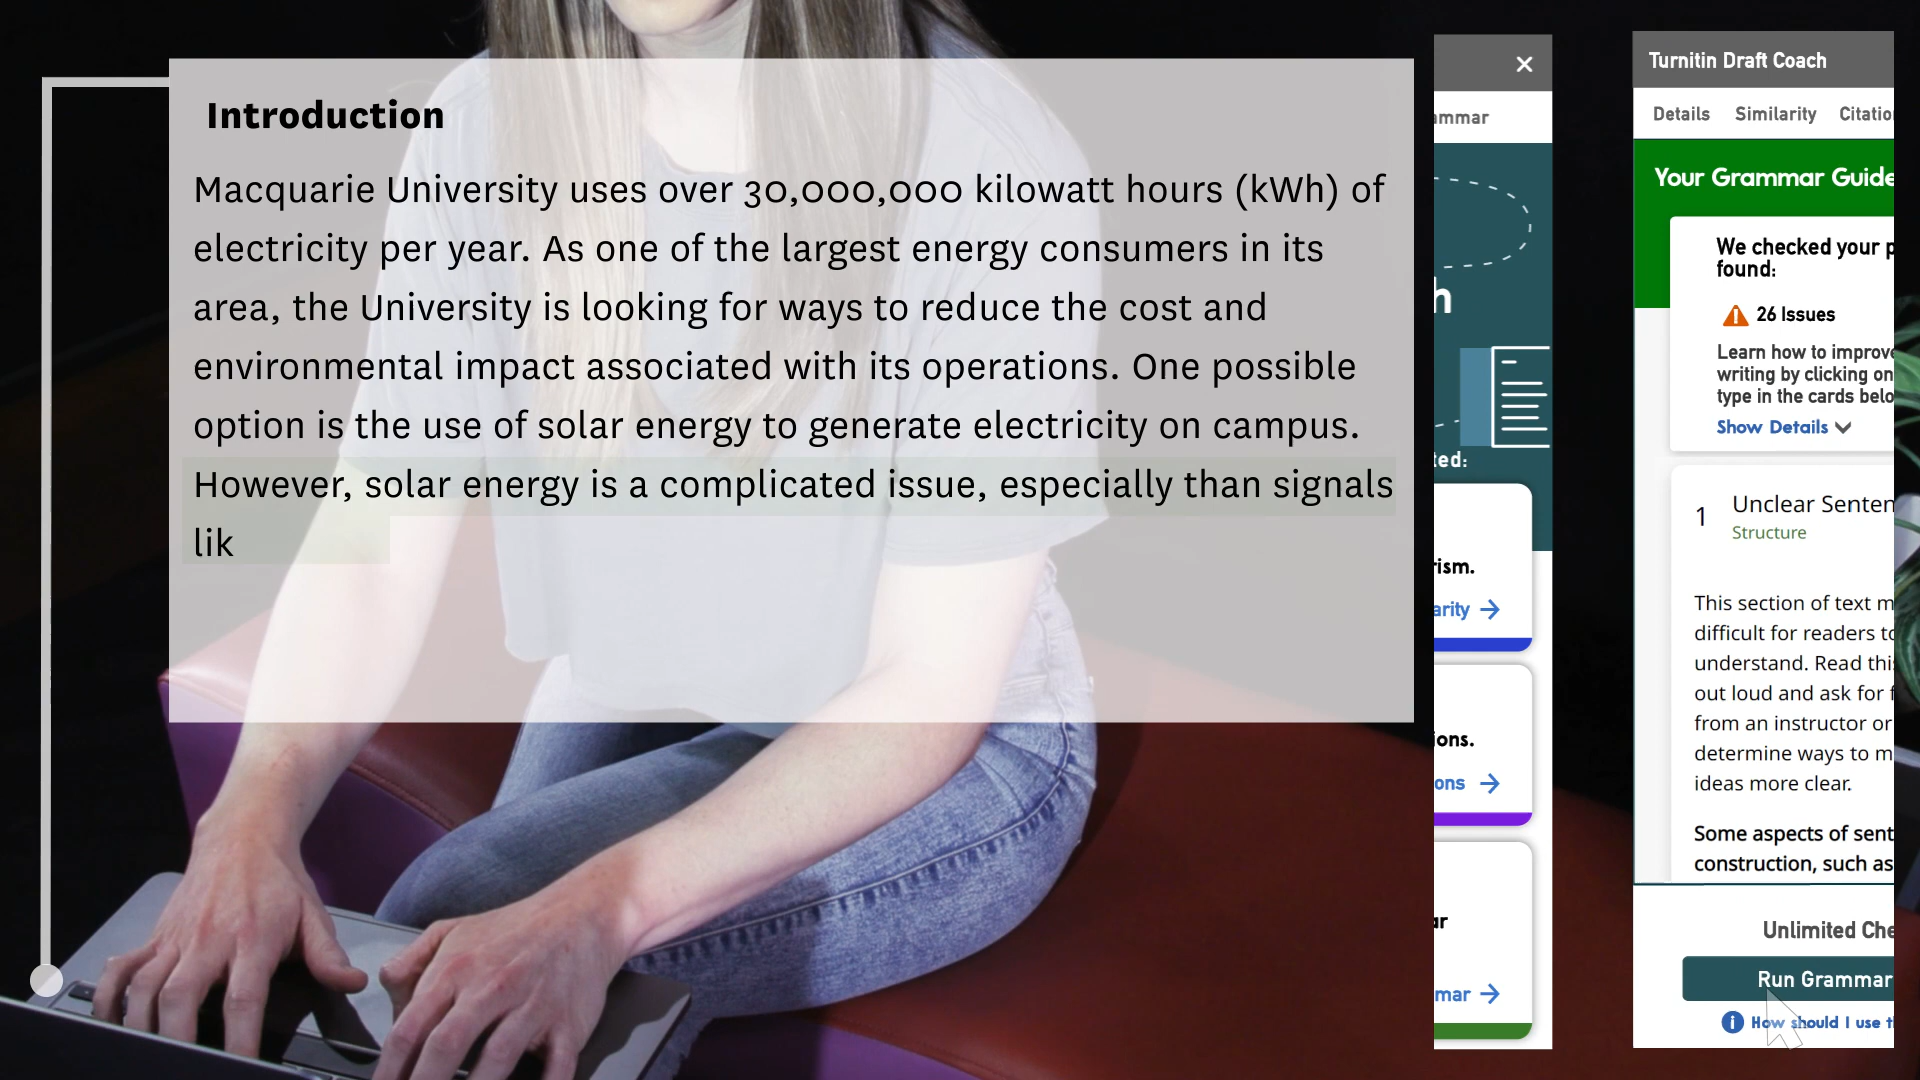 Introduction
Macquarie University uses over 30,000,000 kilowatt hours (kWh) of
electricity per year. As one of the largest energy consumers in its
area, the University is looking for ways to reduce the cost and
environmental impact associated with its operations. One possible
option is the use of solar energy to generate electricity on campus.
However, solar energy is a complicated issue, especially than signals
lik
ammar
h
ted:
rism.
arity
ions.
ons
ar
mar
Turnitin Draft Coach
Details Similarity Citatio
Your Grammar Guide
We checked your p
found:
26 Issues
Learn how to improve
writing by clicking on
type in the cards belo
Show Details
1 Unclear Senten
Structure
This section of text m
difficult for readers to
understand. Read this
out loud and ask for f
from an instructor or
determine ways to m
ideas more clear.
Some aspects of sent
construction, such as
Unlimited Che
Run Grammar
How should I use t